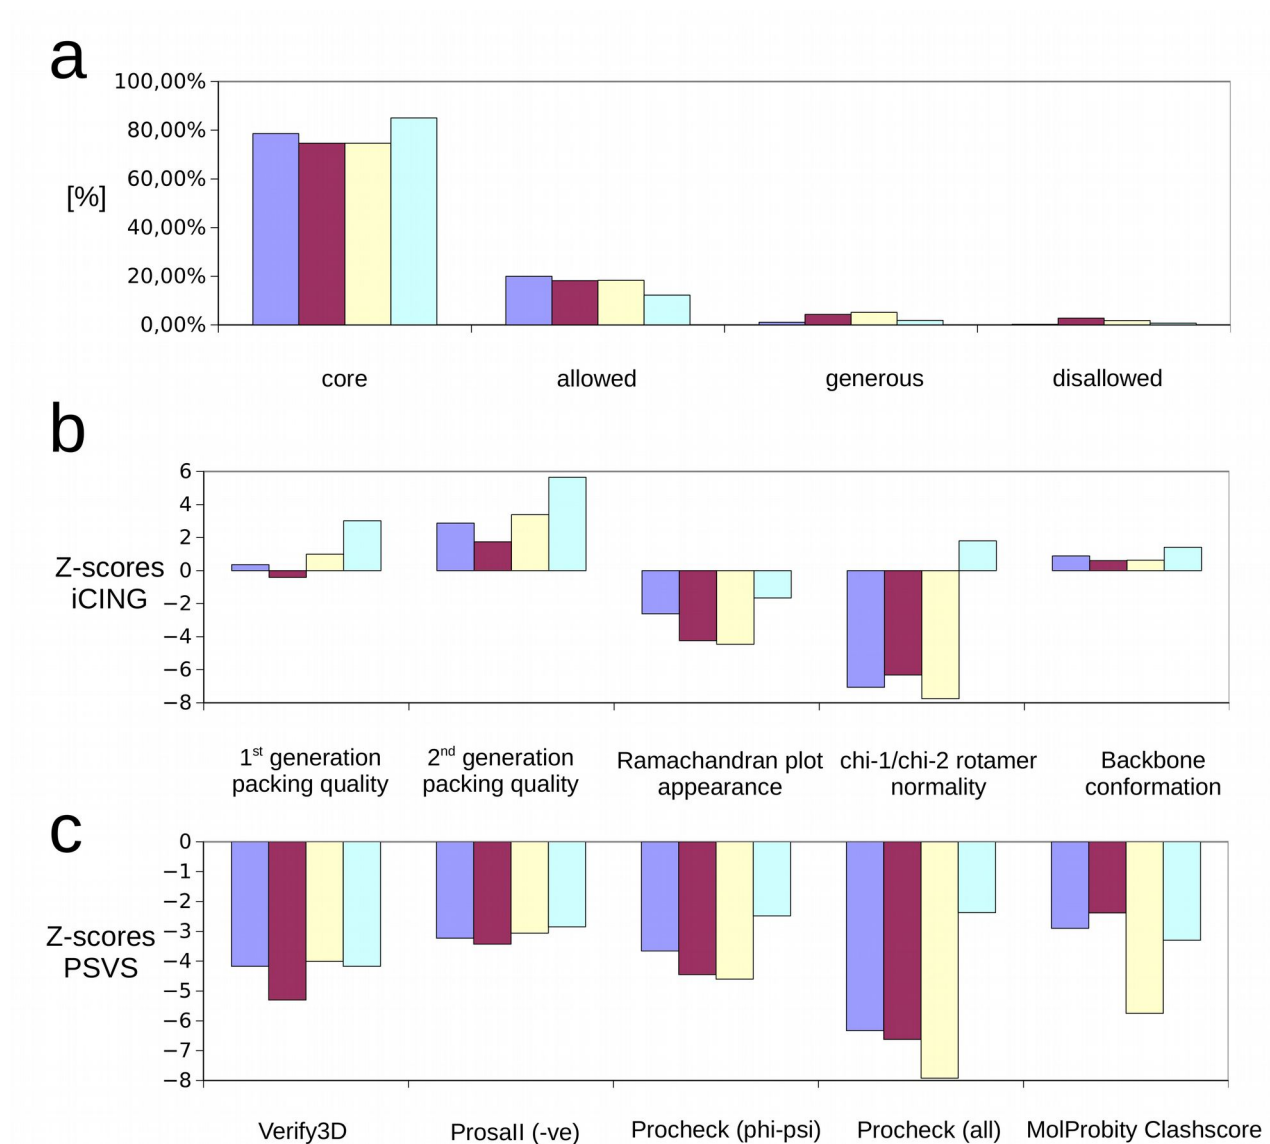 a
100,00%
80,00%
60,00%
[%]
40,00%
20,00%
0,00%
core allowed generous disallowed
b
6
4
2
0
Z-scores
iCING
−2
−4
−6
−8
1st generation
packing quality
2nd generation
packing quality
Ramachandran plot
appearance
chi-1/chi-2 rotamer
normality
Backbone
conformation
c
0
−1
−2
−3
Z-scores
PSVS
−4
−5
−6
−7
−8
Verify3D ProsaII (-ve) Procheck (phi-psi) Procheck (all) MolProbity Clashscore